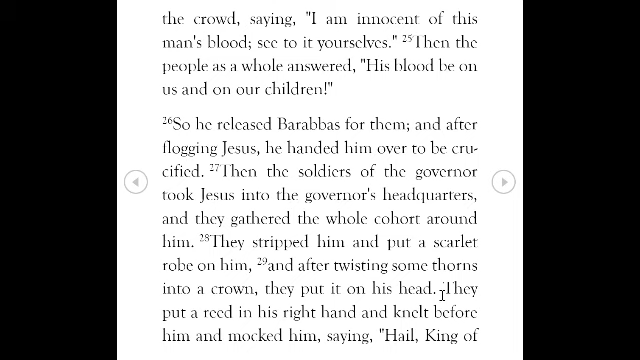 the crowd, saying, "I am innocent of this
man's blood; see to it yourselves." 25Then the
people as a whole answered, "His blood be on
us and on our children!"
26So he released Barabbas for them; and after
flogging Jesus, he handed him over to be cru-
cified. 27Then the soldiers of the governor
took Jesus into the governor's headquarters,
and they gathered the whole cohort around
him. 28They stripped him and put a scarlet
robe on him, 29and after twisting some thorns
into a crown, they put it on his head. They
put a reed in his right hand and knelt before
him and mocked him, saying, "Hail, King of